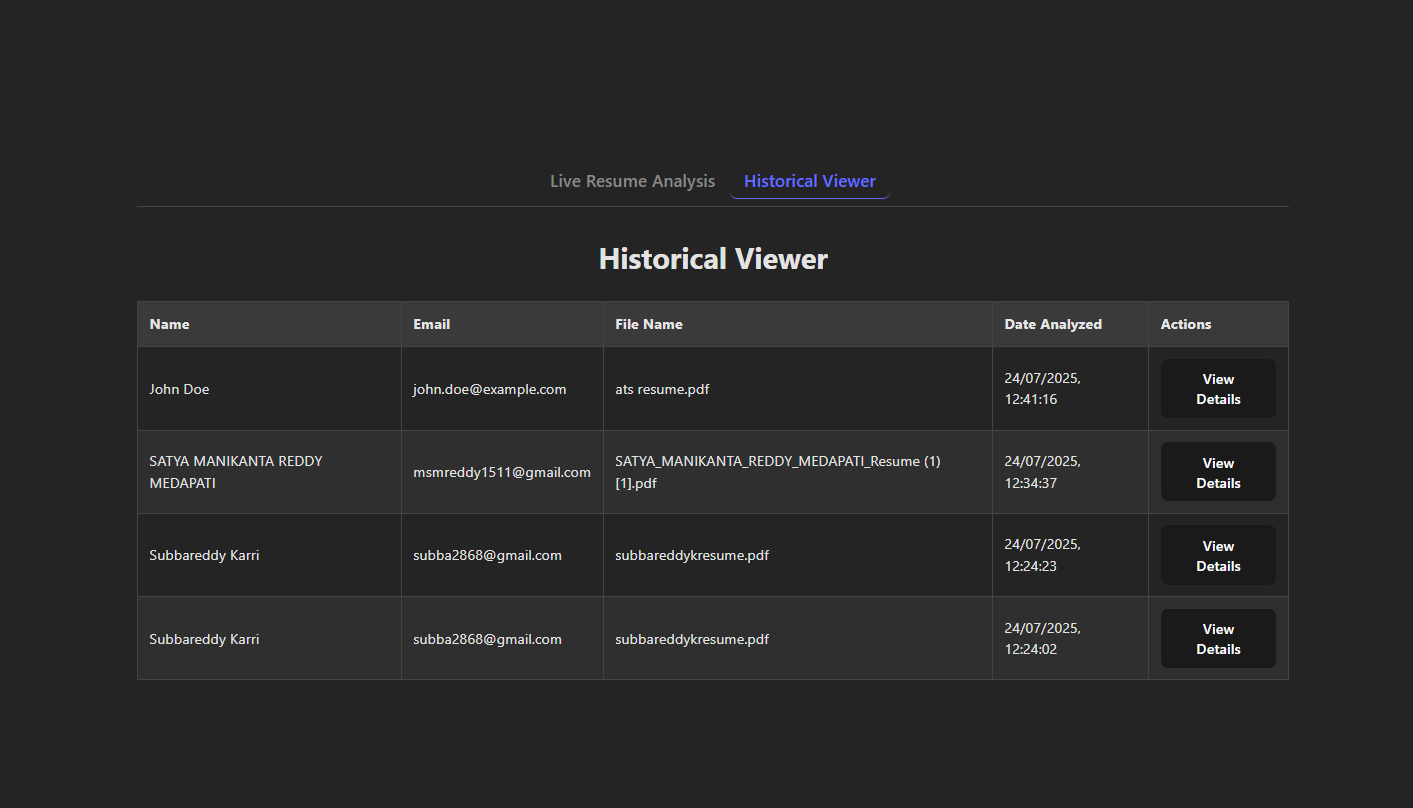 Live Resume Analysis Historical Viewer
Historical Viewer
Name Email File Name Date Analyzed Actions
John Doe john.doe@example.com ats resume.pdf 24/07/2025, 12:41:16 View Details
SATYA MANIKANTA REDDY MEDAPATI msmreddy1511@gmail.com SATYA_MANIKANTA_REDDY_MEDAPATI_Resume (1)[1].pdf 24/07/2025, 12:34:37 View Details
Subbareddy Karri subba2868@gmail.com subbareddykresume.pdf 24/07/2025, 12:24:23 View Details
Subbareddy Karri subba2868@gmail.com subbareddykresume.pdf 24/07/2025, 12:24:02 View Details